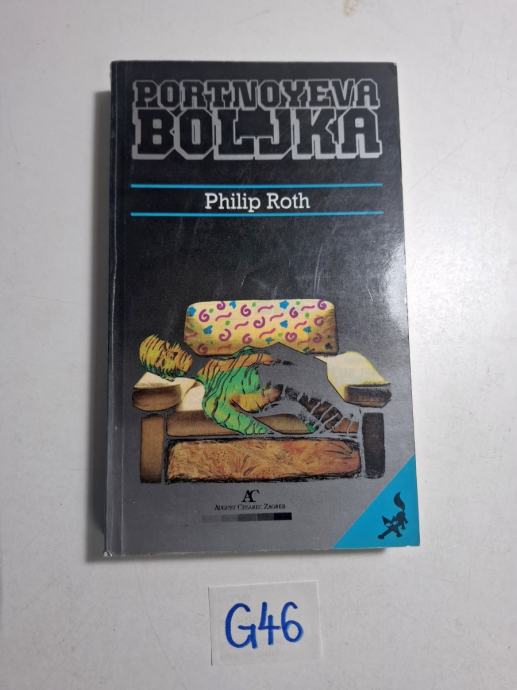 PORTNOYEVA
BOLJKA
Philip Roth
AC
AUGUST CESAREC ZAGREB
G46